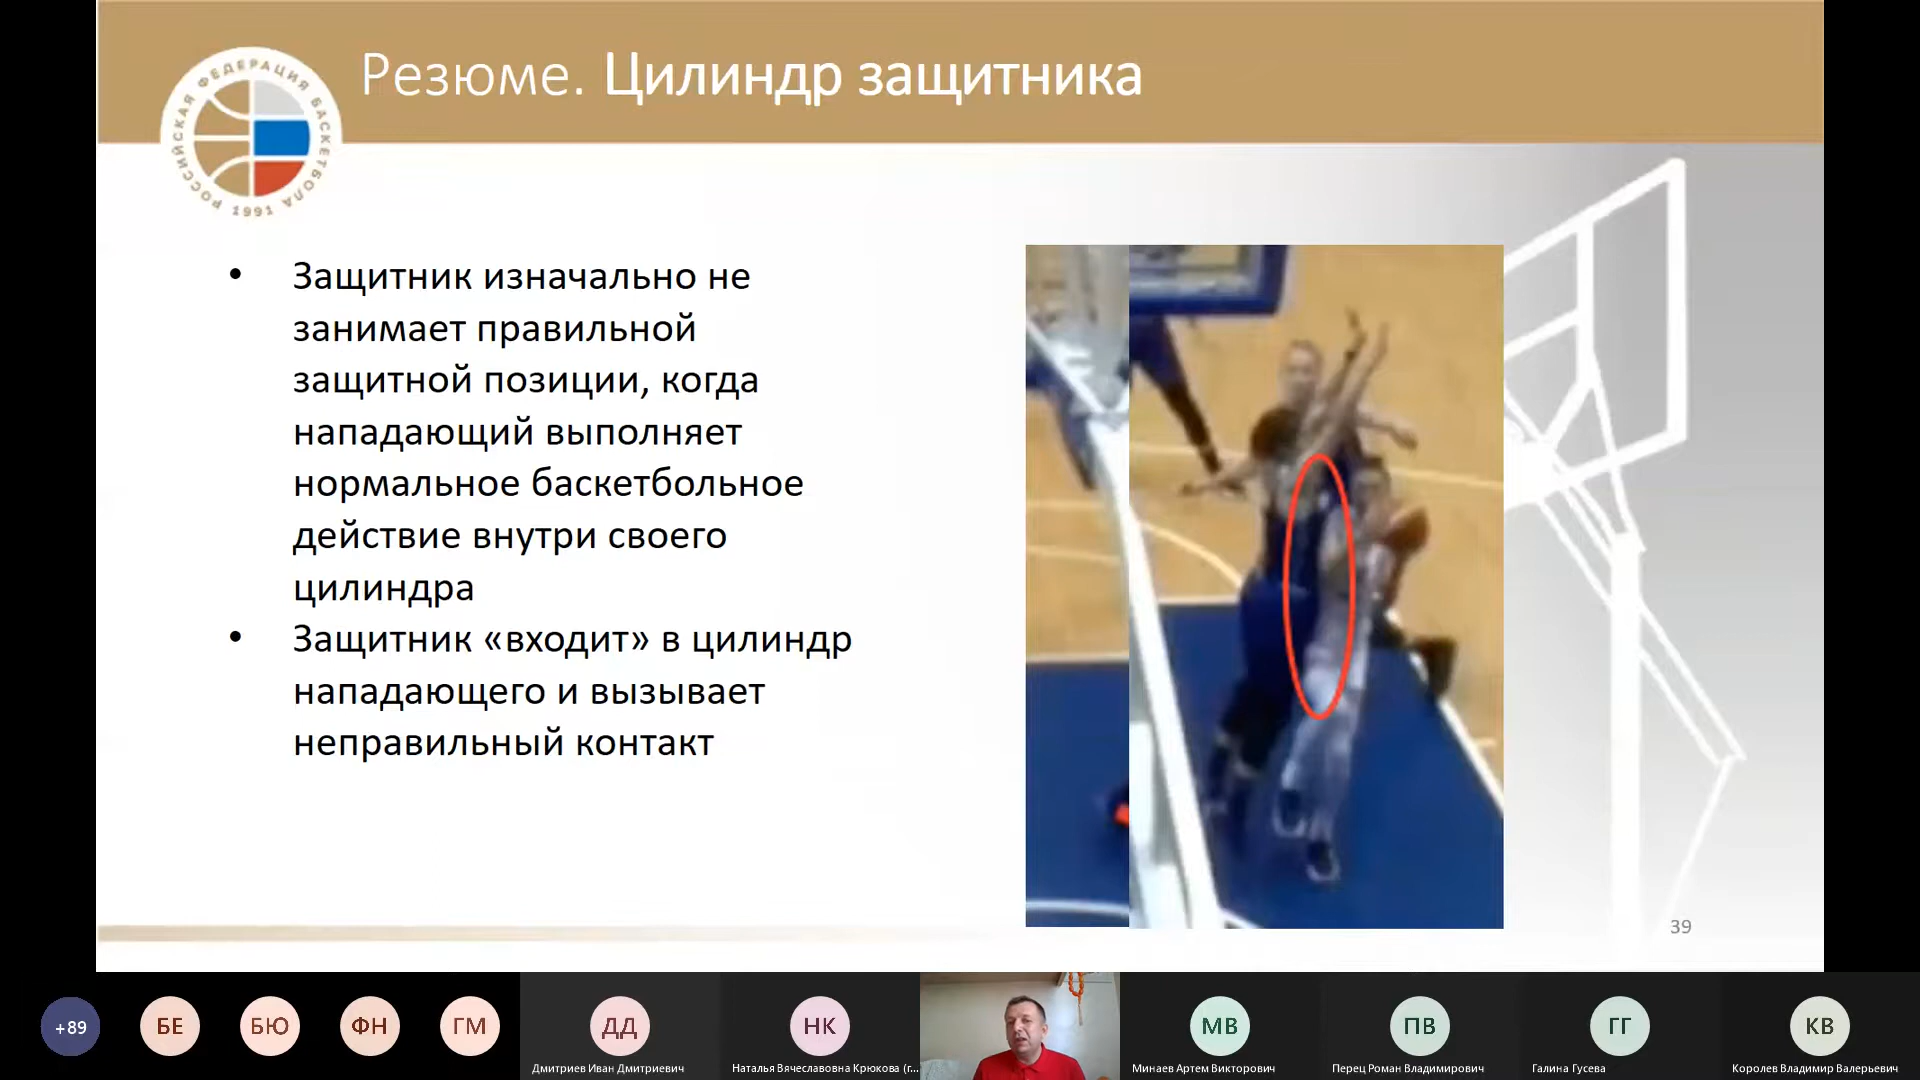 Резюме. Цилиндр защитника
РОССИЙСКАЯ ФЕДЕРАЦИЯ БАСКЕТБОЛА
1991
• Защитник изначально не
занимает правильной
защитной позиции, когда
нападающий выполняет
нормальное баскетбольное
действие внутри своего
цилиндра
• Защитник «входит» в цилиндр
нападающего и вызывает
неправильный контакт
39
+89
БЕ
БЮ
ФН
ГМ
ДД
НК
МВ
ПВ
ГГ
КВ
Дмитриев Иван Дмитриевич
Наталья Вячеславовна Крюкова (г...
Минаев Артем Викторович
Перец Роман Владимирович
Галина Гусева
Королев Владимир Валерьевич